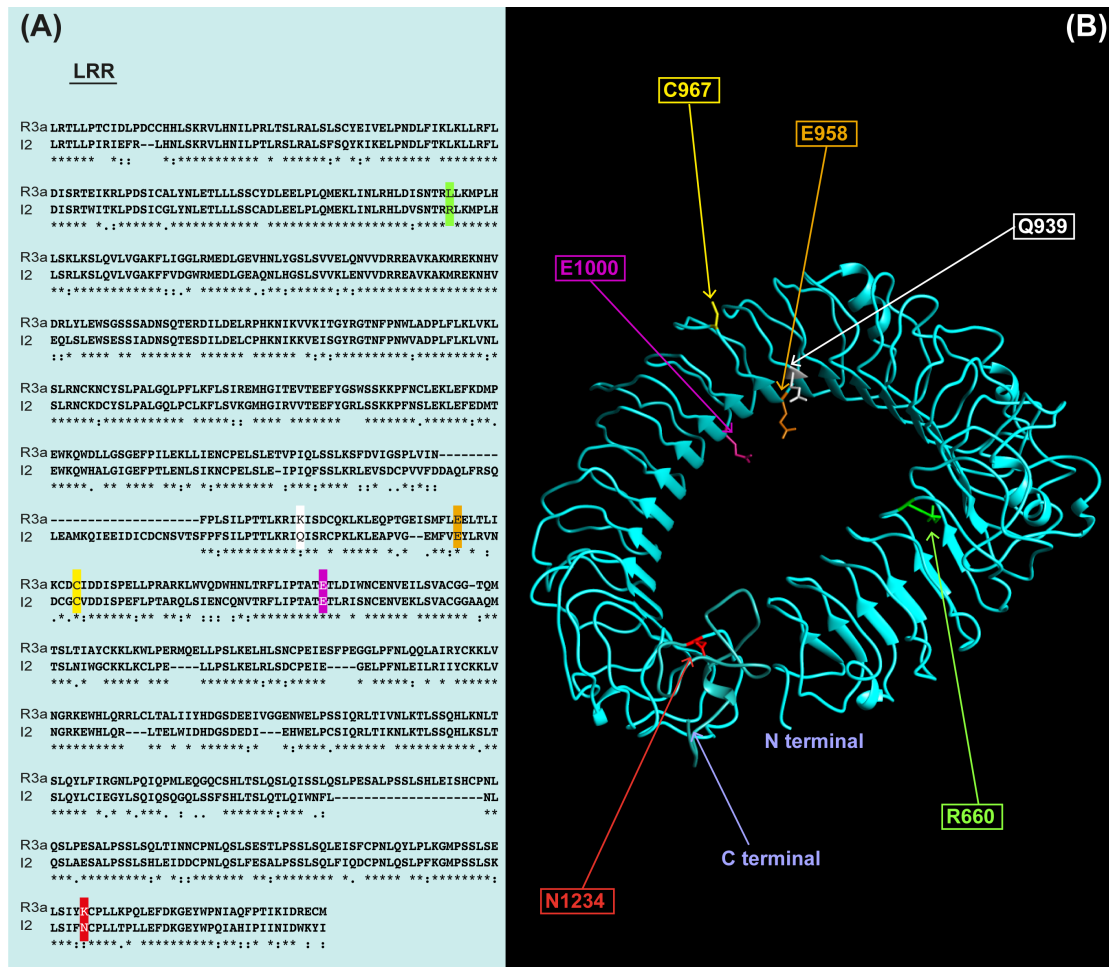 (A)
LRR
R3a LRTLLPTCIDLPDCCHHLSKRVLHNILPRLTSLRALSLSCYEIVELPNDLFIKLKLLRFL
I2 LRTLLPIRIEFR--LHNLSKRVLHNILPTLRSLRALSFSQYKIKELPNDLFTKLKLLRFL
R3a DISRTEIKRLPDSICALYNLETLLLSSCYDLEELPLQMEKLINLRHLDISNTRLLKMPLH
I2 DISRTWITKLPDSICGLYNLETLLLSSCADLEELPLQMEKLINLRHLDVSNTRRLKMPLH
R3a LSKLKSLQVLVGAKFLIGGLRMEDLGEVHNLYGSLSVVELQNVVDRREAVKAKMREKNHV
I2 LSRLKSLQVLVGAKFFVDGWRMEDLGEAQNLHGSLSVVKLENVVDRREAVKAKMREKNHV
R3a DRLYLEWSGSSSADNSQTERDILDELRPHKNIKVVKITGYRGTNFPNWLADPLFLKLVKL
I2 EQLSLEWSESSIADNSQTESDILDELCPHKNIKKVEISGYRGTNFPNWVADPLFLKLVNL
R3a SLRNCKNCYSLPALGQLPFLKFLSIREMHGITEVTEEFYGSWSSKKPFNCLEKLEFKDMP
I2 SLRNCKDCYSLPALGQLPCLKFLSVKGMHGIRVVTEEFYGRLSSKKPFNSLEKLEFEDMT
R3a EWKQWDLLGSGEFPILEKLLIENCPELSLETVPIQLSSLKSFDVIGSPLVIN--------
I2 EWKQWHALGIGEFPTLENLSIKNCPELSLE-IPIQFSSLKRLEVSDCPVVFDDAQLFRSQ
R3a --------------------FPLSILPTTLKRIKISDCQKLKLEQPTGEISMFLEELTLI
I2 LEAMKQIEEIDICDCNSVTSFPFSILPTTLKRIQISRCPKLKLEAPVG--EMFVEYLRVN
R3a KCDCIDDISPELLPRARKLWVQDWHNLTRFLIPTATETLDIWNCENVEILSVACGG-TQM
I2 DCGCVDDISPEFLPTARQLSIENCQNVTRFLIPTATETLRISNCENVEKLSVACGGAAQM
R3a TSLTIAYCKKLKWLPERMQELLPSLKELHLSNCPEIESFPEGGLPFNLQQLAIRYCKKLV
I2 TSLNIWGCKKLKCLPE----LLPSLKELRLSDCPEIE----GELPFNLEILRIIYCKKLV
R3a NGRKEWHLQRRLCLTALIIYHDGSDEEIVGGENWELPSSIQRLTIVNLKTLSSQHLKNLT
I2 NGRKEWHLQR---LTELWIDHDGSDEDI---EHWELPCSIQRLTIKNLKTLSSQHLKSLT
R3a SLQYLFIRGNLPQIQPMLEQGQCSHLTSLQSLQISSLQSLPESALPSSLSHLEISHCPNL
I2 SLQYLCIEGYLSQIQSQGQLSSFSHLTSLQTLQIWNFL--------------------NL
R3a QSLPESALPSSLSQLTINNCPNLQSLSESTLPSSLSQLEISFCPNLQYLPLKGMPSSLSE
I2 QSLAESALPSSLSHLEIDDCPNLQSLFESALPSSLSQLFIQDCPNLQSLPFKGMPSSLSK
R3a LSIYKCPLLKPQLEFDKGEYWPNIAQFPTIKIDRECM
I2 LSIFNCPLLTPLLEFDKGEYWPQIAHIPIINIDWKYI
(B)
C967
E958
Q939
E1000
N terminal
R660
C terminal
N1234